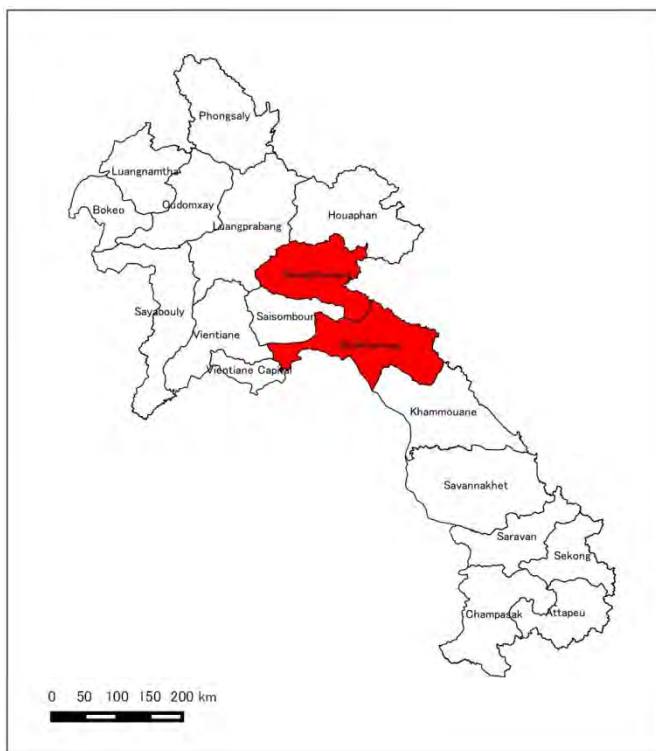 Phongsaly
Luangnamtha
Oudomxay
Bokeo
Luangprabang
Houaphan
Sayabouly
Saisomboun
Vientiane
Vientiane Capital
Khammouane
Savannakhet
Saravan
Sekong
Champasak
Attapeu
0 50 100 150 200 km